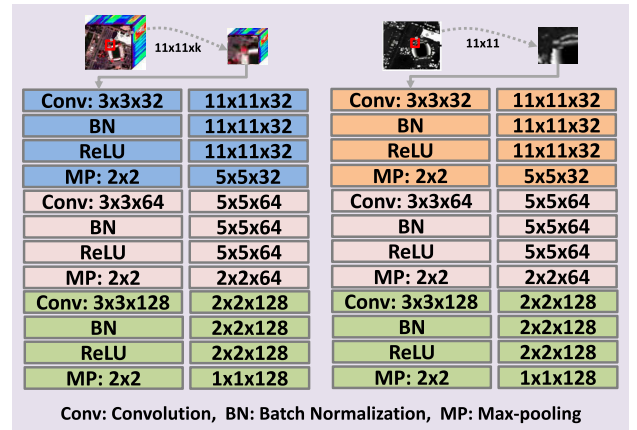 11x11xk
Conv: 3x3x32 11x11x32
BN 11x11x32
ReLU 11x11x32
MP: 2x2 5x5x32
Conv: 3x3x64 5x5x64
BN 5x5x64
ReLU 5x5x64
MP: 2x2 2x2x64
Conv: 3x3x128 2x2x128
BN 2x2x128
ReLU 2x2x128
MP: 2x2 1x1x128
11x11
Conv: 3x3x32 11x11x32
BN 11x11x32
ReLU 11x11x32
MP: 2x2 5x5x32
Conv: 3x3x64 5x5x64
BN 5x5x64
ReLU 5x5x64
MP: 2x2 2x2x64
Conv: 3x3x128 2x2x128
BN 2x2x128
ReLU 2x2x128
MP: 2x2 1x1x128
Conv: Convolution, BN: Batch Normalization, MP: Max-pooling